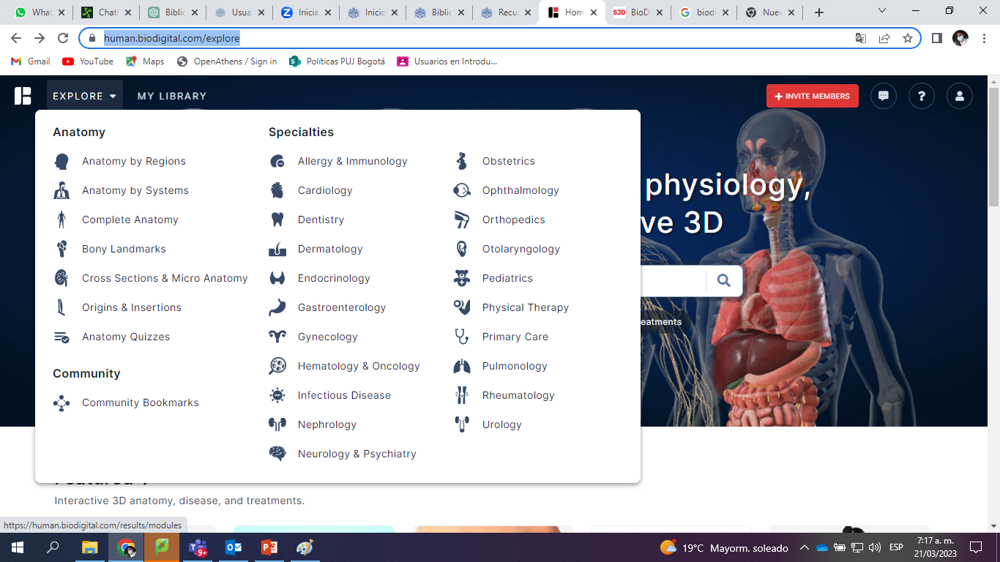 What
Chat
Biblic
Usua
Inicia
Inicio
Biblic
Recu
Hom
SJD
BioD
biodi
Nuev
human.biodigital.com/explore
Gmail
YouTube
Maps
OpenAthens / Sign in
Políticas PUJ Bogotá
Usuarios en Introdu...
EXPLORE
MY LIBRARY
INVITE MEMBERS
Anatomy
Anatomy by Regions
Anatomy by Systems
Complete Anatomy
Bony Landmarks
Cross Sections & Micro Anatomy
Origins & Insertions
Anatomy Quizzes
Community
Community Bookmarks
Specialties
Allergy & Immunology
Cardiology
Dentistry
Dermatology
Endocrinology
Gastroenterology
Gynecology
Hematology & Oncology
Infectious Disease
Nephrology
Neurology & Psychiatry
Obstetrics
Ophthalmology
Orthopedics
Otolaryngology
Pediatrics
Physical Therapy
Primary Care
Pulmonology
Rheumatology
Urology
physiology,
ve 3D
eatments
Featured
Interactive 3D anatomy, disease, and treatments.
https://human.biodigital.com/results/modules
9+
19°C Mayorm. soleado
ESP
7:17 a. m.
21/03/2023